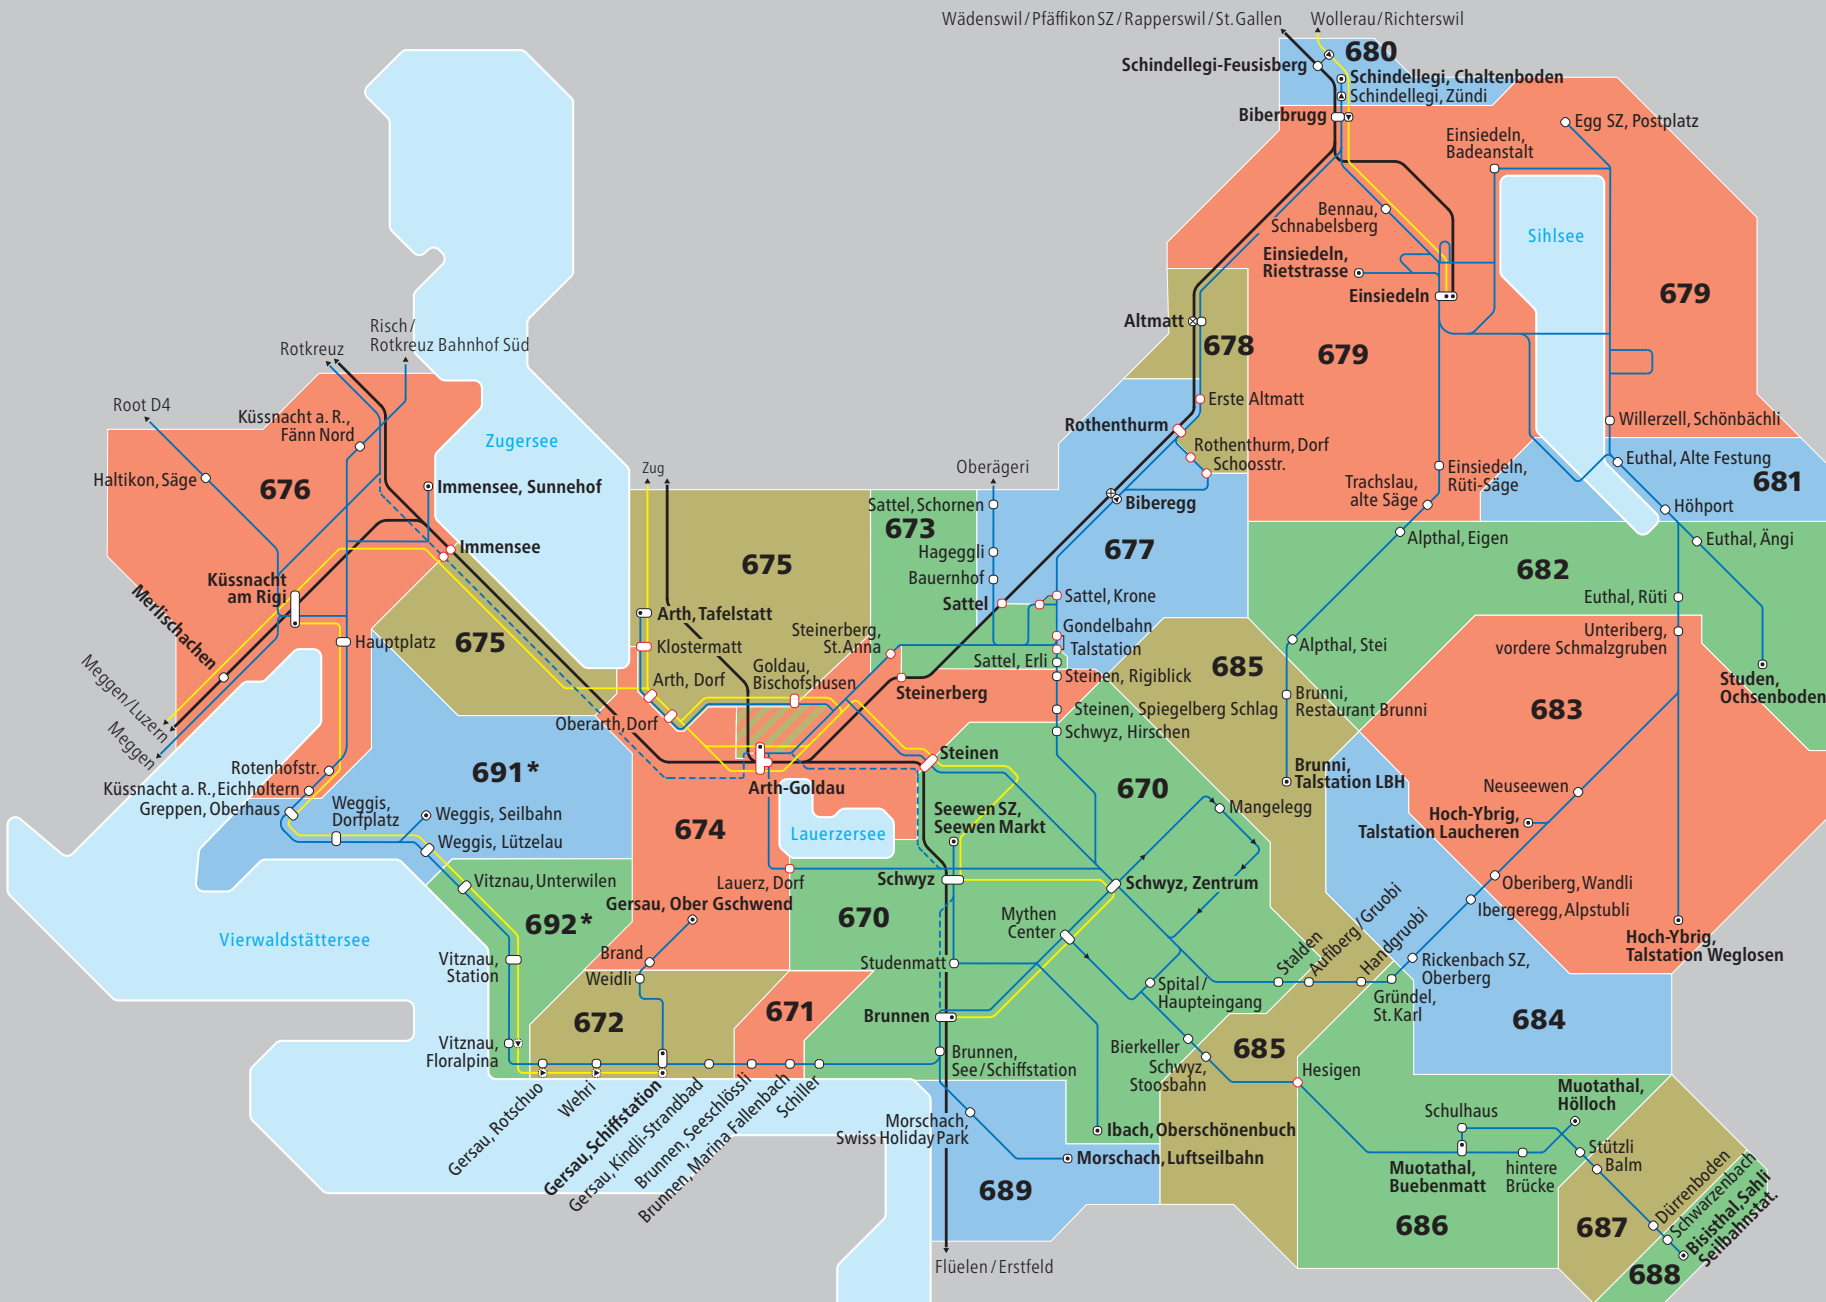 Wädenswil / Pfäffikon SZ / Rapperswil / St. Gallen
Wollerau / Richterswil
680
Schindellegi-Feusisberg
Schindellegi, Chaltenboden
Schindellegi, Zündi
Biberbrugg
Egg SZ, Postplatz
Einsiedeln,
Badeanstalt
Bennau,
Schnabelsberg
Sihlsee
Einsiedeln,
Rietstrasse
Einsiedeln
679
679
Altmatt
678
Risch /
Rotkreuz Bahnhof Süd
Rotkreuz
Root D4
Küssnacht a. R.,
Fänn Nord
Erste Altmatt
Willerzell, Schönbächli
Rothenthurm
Zugersee
Rothenthurm, Dorf
Schoosstr.
Haltikon, Säge
676
Immensee, Sunnehof
Zug
Oberägeri
Euthal, Alte Festung
681
Trachslau,
alte Säge
Einsiedeln,
Rüti-Säge
Sattel, Schornen
673
Biberegg
Höhport
Alpthal, Eigen
Euthal, Ängi
Immensee
675
Hageggli
677
Bauernhof
682
Küssnacht
am Rigi
Merlischachen
Sattel
Sattel, Krone
Euthal, Rüti
Arth, Tafelstatt
Gondelbahn
Talstation
Hauptplatz
675
Klostermatt
Steinerberg,
St. Anna
Sattel, Erli
Alpthal, Stei
Unteriberg,
vordere Schmalzgruben
685
Goldau,
Bischofshusen
Arth, Dorf
Steinen, Rigiblick
Steinerberg
Studen,
Ochsenboden
Meggen / Luzern
Meggen
Oberarth, Dorf
Steinen, Spiegelberg Schlag
Brunni,
Restaurant Brunni
683
Schwyz, Hirschen
Steinen
Rotenhofstr.
691*
Brunni,
Talstation LBH
Küssnacht a. R., Eichholtern
Arth-Goldau
670
Neuseewen
Greppen, Oberhaus
Weggis,
Dorfplatz
Weggis, Seilbahn
Seewen SZ,
Seewen Markt
Mangelegg
Hoch-Ybrig,
Talstation Laucheren
Weggis, Lützelau
674
Lauerzersee
Vitznau, Unterwilen
Lauerz, Dorf
Schwyz
Schwyz, Zentrum
Oberiberg, Wandli
Ibergeregg, Alpstubli
Gersau, Ober Gschwend
692*
670
Mythen
Center
Vierwaldstättersee
Stalden
Aufiberg / Gruobi
Handgruobi
Hoch-Ybrig,
Talstation Weglosen
Brand
Vitznau,
Station
Weidli
Studenmatt
Rickenbach SZ,
Oberberg
Spital /
Haupteingang
Gründel,
St. Karl
672
671
Brunnen
684
Vitznau,
Floralpina
Brunnen,
See / Schiffstation
Bierkeller
Schwyz,
Stoosbahn
685
Hesigen
Gersau, Rotschuo
Wehri
Gersau, Schiffstation
Gersau, Kindli-Strandbad
Brunnen, Seeschlössli
Brunnen, Marina Fallenbach
Schiller
Muotathal,
Hölloch
Schulhaus
Morschach,
Swiss Holiday Park
Ibach, Oberschönenbuch
Morschach, Luftseilbahn
Stützli
Balm
Muotathal,
Buebenmatt
hintere
Brücke
689
Dürrenboden
Schwarzenbach
Bisisthal, Sahli
Seilbahnstat.
686
687
688
Flüelen / Erstfeld